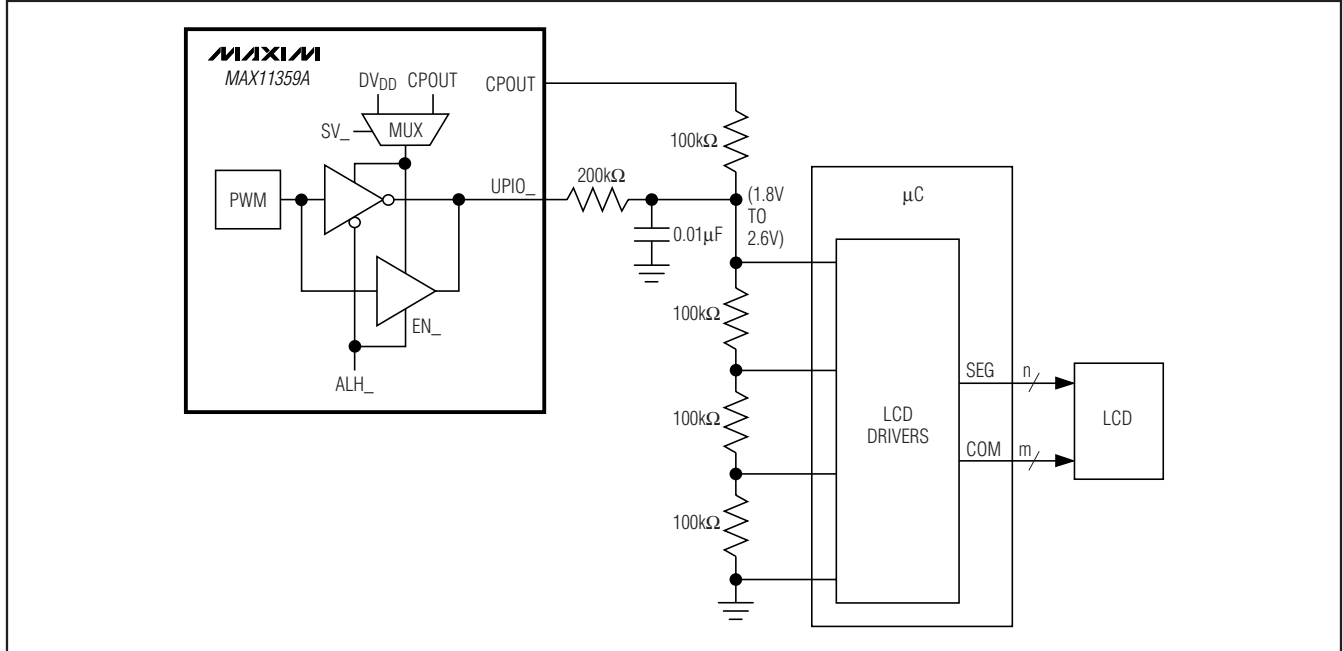 MAXIM
MAX11359A
DVDD CPOUT
CPOUT
SV_
MUX
PWM
UPIO_
EN_
ALH_
200kΩ
0.01µF
100kΩ
(1.8V
TO
2.6V)
100kΩ
100kΩ
100kΩ
µC
LCD
DRIVERS
SEG n
COM m
LCD